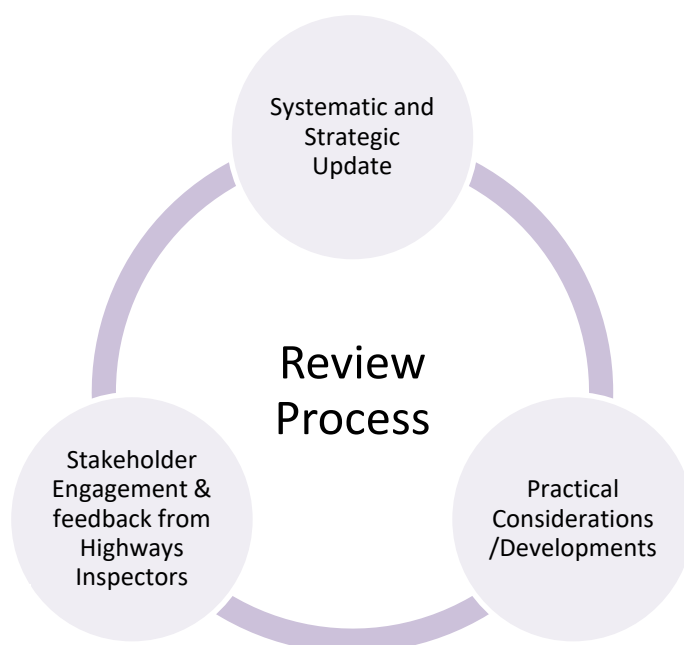 Systematic and
Strategic
Update
Review
Process
Stakeholder
Engagement &
feedback from
Highways
Inspectors
Practical
Considerations
/Developments